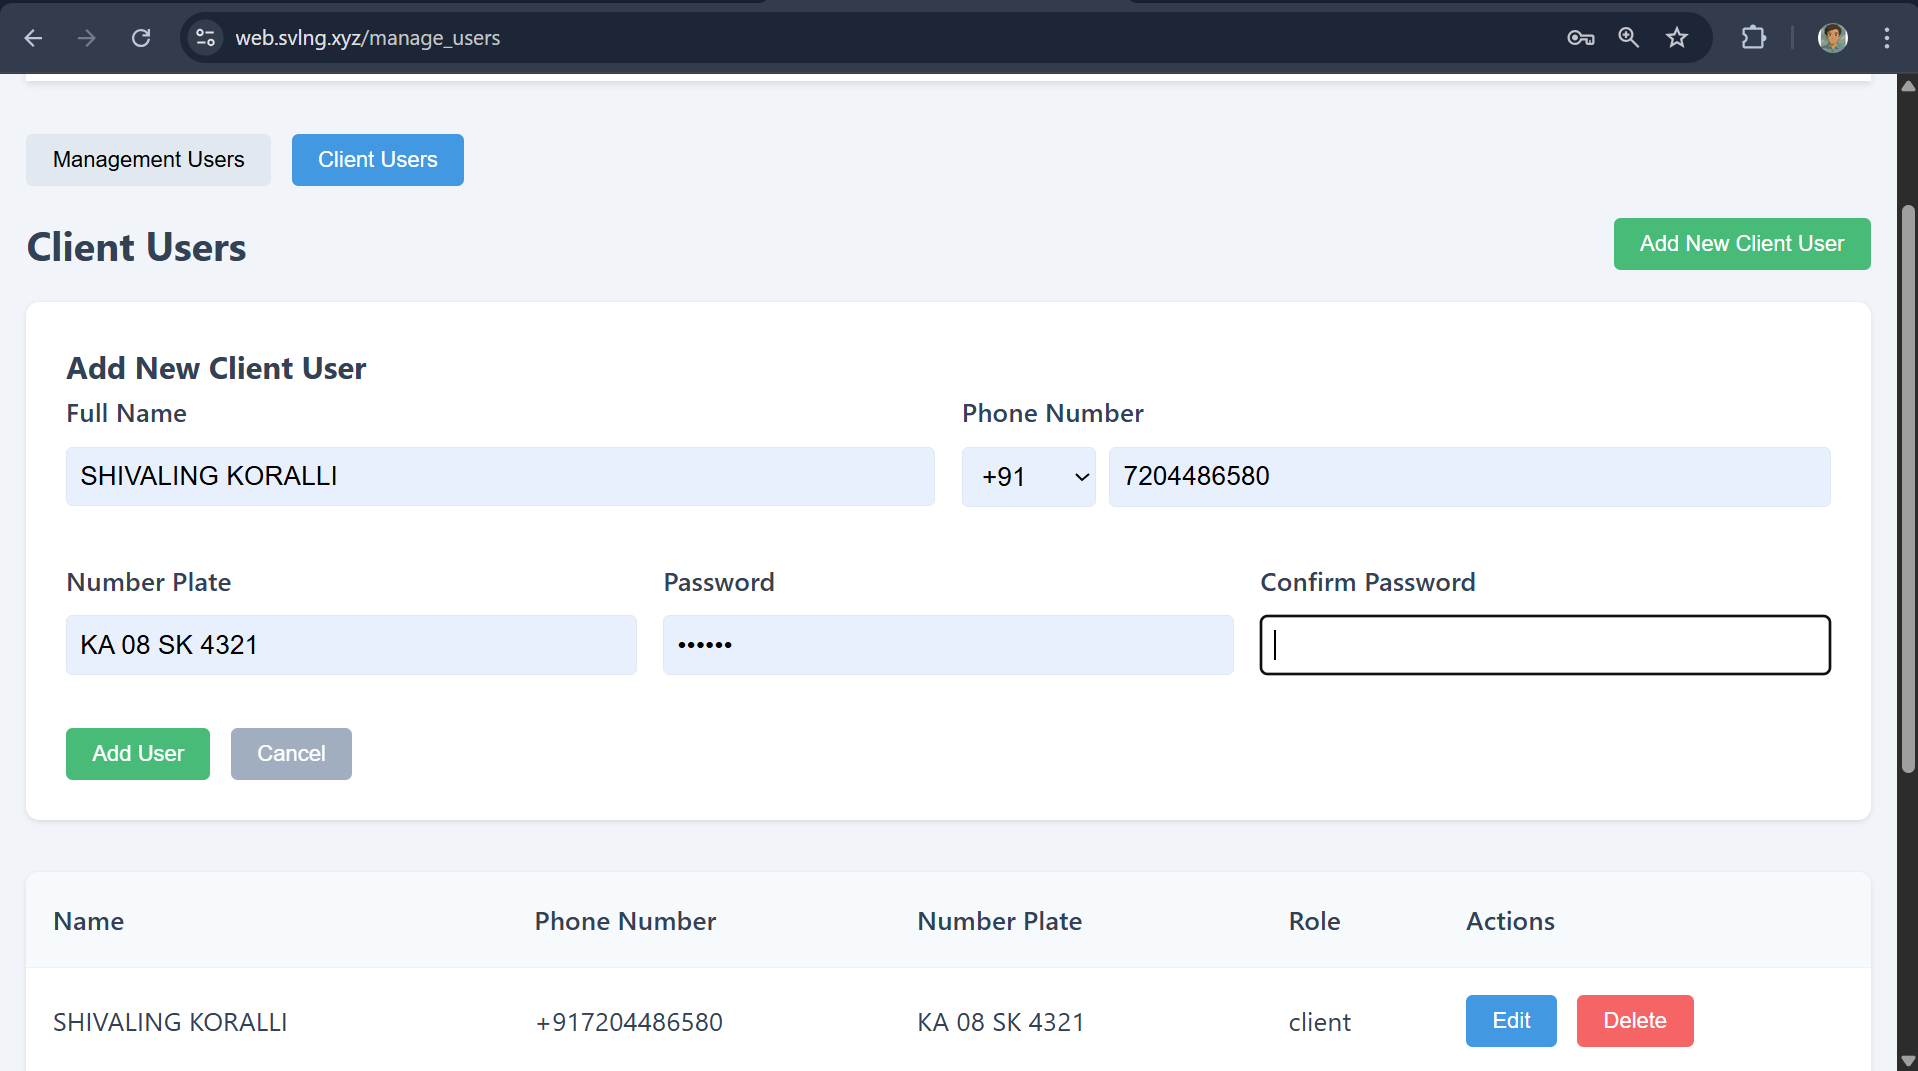 web.svlng.xyz/manage_users
Management Users Client Users
Client Users Add New Client User
Add New Client User
Full Name Phone Number
SHIVALING KORALLI +91 7204486580
Number Plate Password Confirm Password
KA 08 SK 4321 ••••••
Add User Cancel
Name Phone Number Number Plate Role Actions
SHIVALING KORALLI +917204486580 KA 08 SK 4321 client Edit Delete